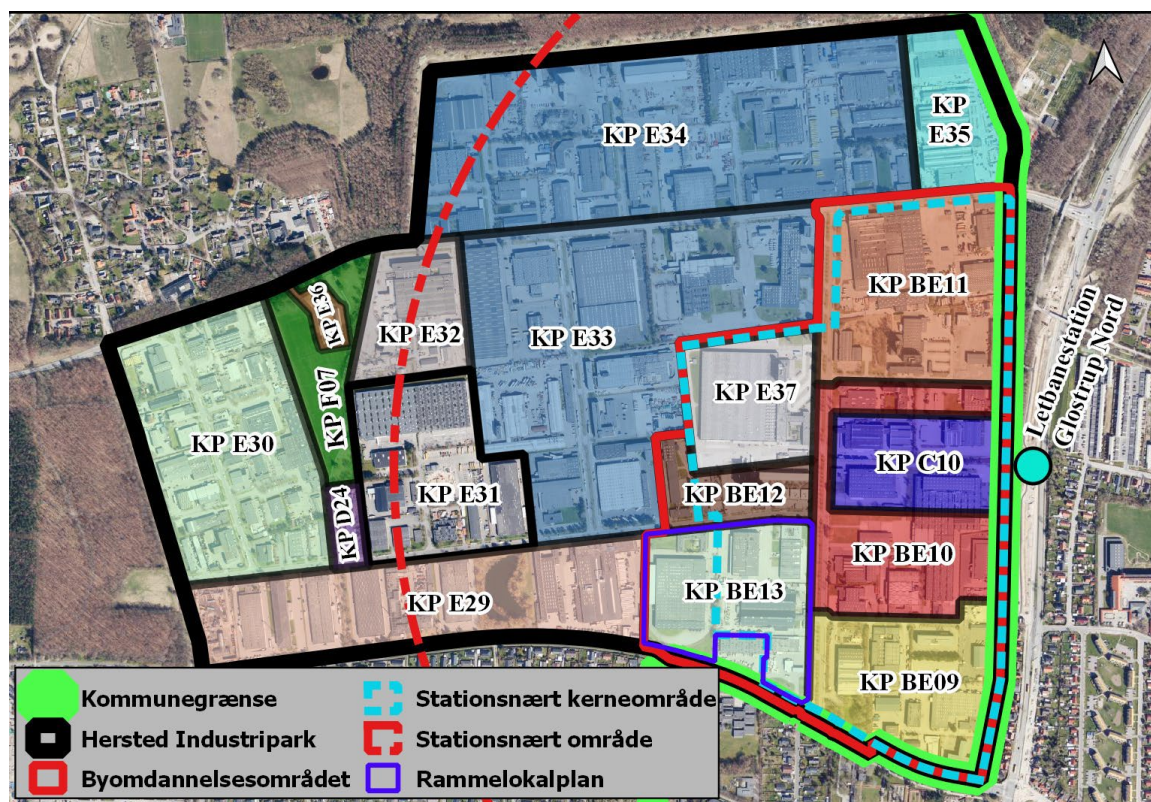 KP E34
KP
E35
KP BE11
KP E36
KP E32
KP E33
KP E37
KP F07
KP E30
Letbanestation
Glostrup Nord
KP C10
KP E31
KP BE12
KP D24
KP BE10
KP BE13
KP E29
KP BE09
Kommunegrænse
Stationsnært kerneområde
Hersted Industripark
Stationsnært område
Byomdannelsesområdet
Rammelokalplan